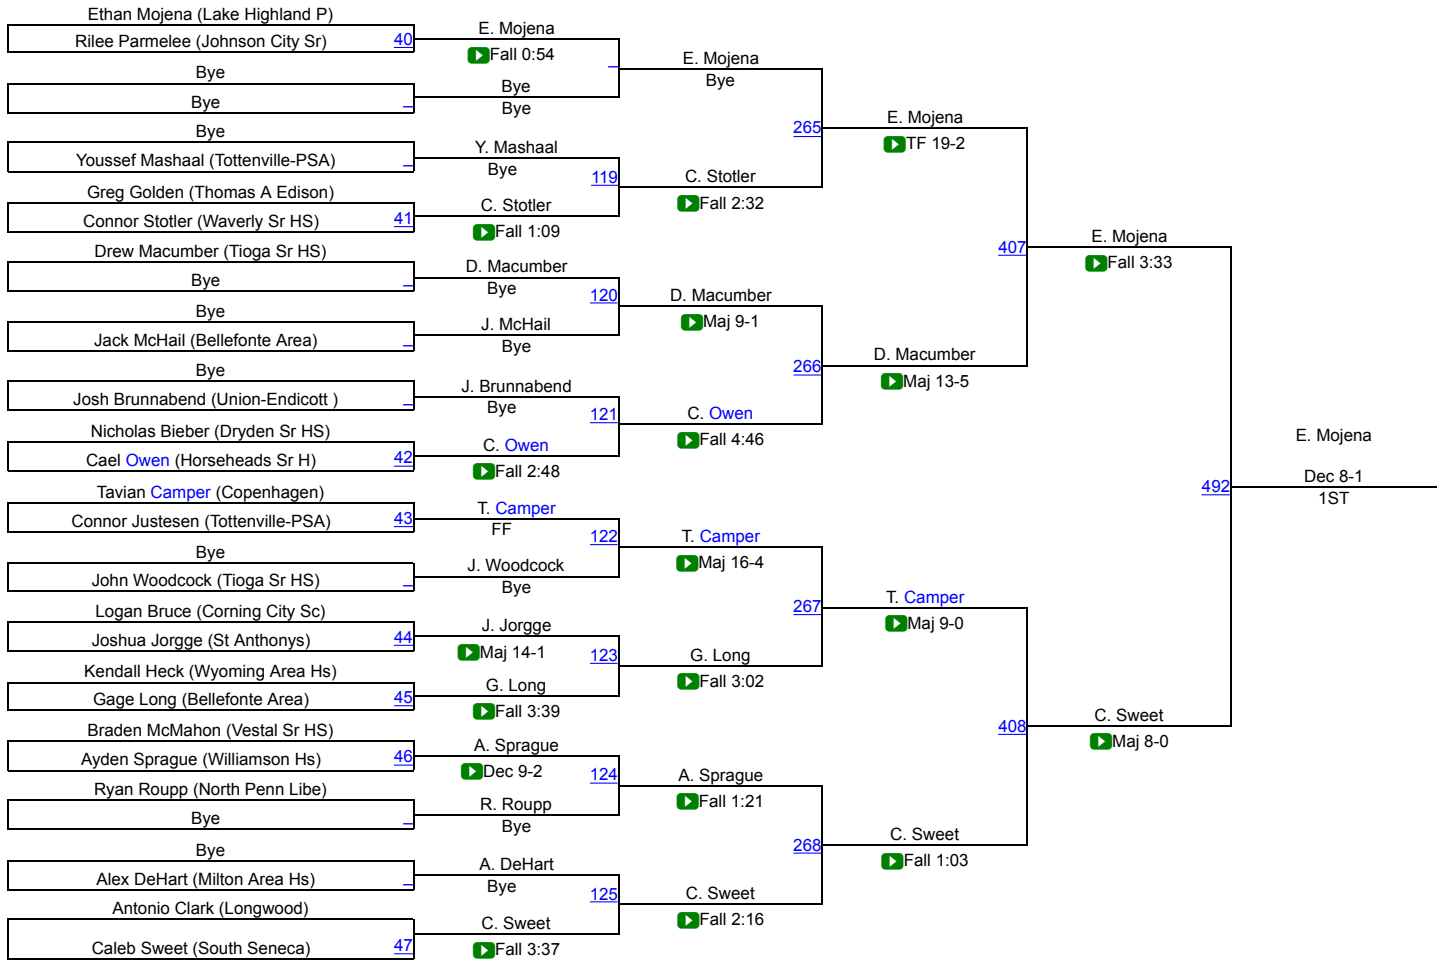 Ethan Mojena (Lake Highland P)
Rilee Parmelee (Johnson City Sr)
40
Bye
Bye
_
Bye
Youssef Mashaal (Tottenville-PSA)
_
Greg Golden (Thomas A Edison)
Connor Stotler (Waverly Sr HS)
41
Drew Macumber (Tioga Sr HS)
Bye
_
Bye
Jack McHail (Bellefonte Area)
_
Bye
Josh Brunnabend (Union-Endicott )
_
Nicholas Bieber (Dryden Sr HS)
Cael Owen (Horseheads Sr H)
42
Tavian Camper (Copenhagen)
Connor Justesen (Tottenville-PSA)
43
Bye
John Woodcock (Tioga Sr HS)
_
Logan Bruce (Corning City Sc)
Joshua Jorgge (St Anthonys)
44
Kendall Heck (Wyoming Area Hs)
Gage Long (Bellefonte Area)
45
Braden McMahon (Vestal Sr HS)
Ayden Sprague (Williamson Hs)
46
Ryan Roupp (North Penn Libe)
Bye
_
Bye
Alex DeHart (Milton Area Hs)
_
Antonio Clark (Longwood)
Caleb Sweet (South Seneca)
47
E. Mojena
Fall 0:54
_
Bye
Bye
Y. Mashaal
Bye
119
C. Stotler
Fall 1:09
D. Macumber
Bye
120
J. McHail
Bye
J. Brunnabend
Bye
121
C. Owen
Fall 2:48
T. Camper
FF
122
J. Woodcock
Bye
J. Jorgge
Maj 14-1
123
G. Long
Fall 3:39
A. Sprague
Dec 9-2
124
R. Roupp
Bye
A. DeHart
Bye
125
C. Sweet
Fall 3:37
E. Mojena
Bye
265
C. Stotler
Fall 2:32
D. Macumber
Maj 9-1
266
C. Owen
Fall 4:46
T. Camper
Maj 16-4
267
G. Long
Fall 3:02
A. Sprague
Fall 1:21
268
C. Sweet
Fall 2:16
E. Mojena
TF 19-2
407
D. Macumber
Maj 13-5
T. Camper
Maj 9-0
408
C. Sweet
Fall 1:03
E. Mojena
Fall 3:33
492
C. Sweet
Maj 8-0
E. Mojena
Dec 8-1
1ST